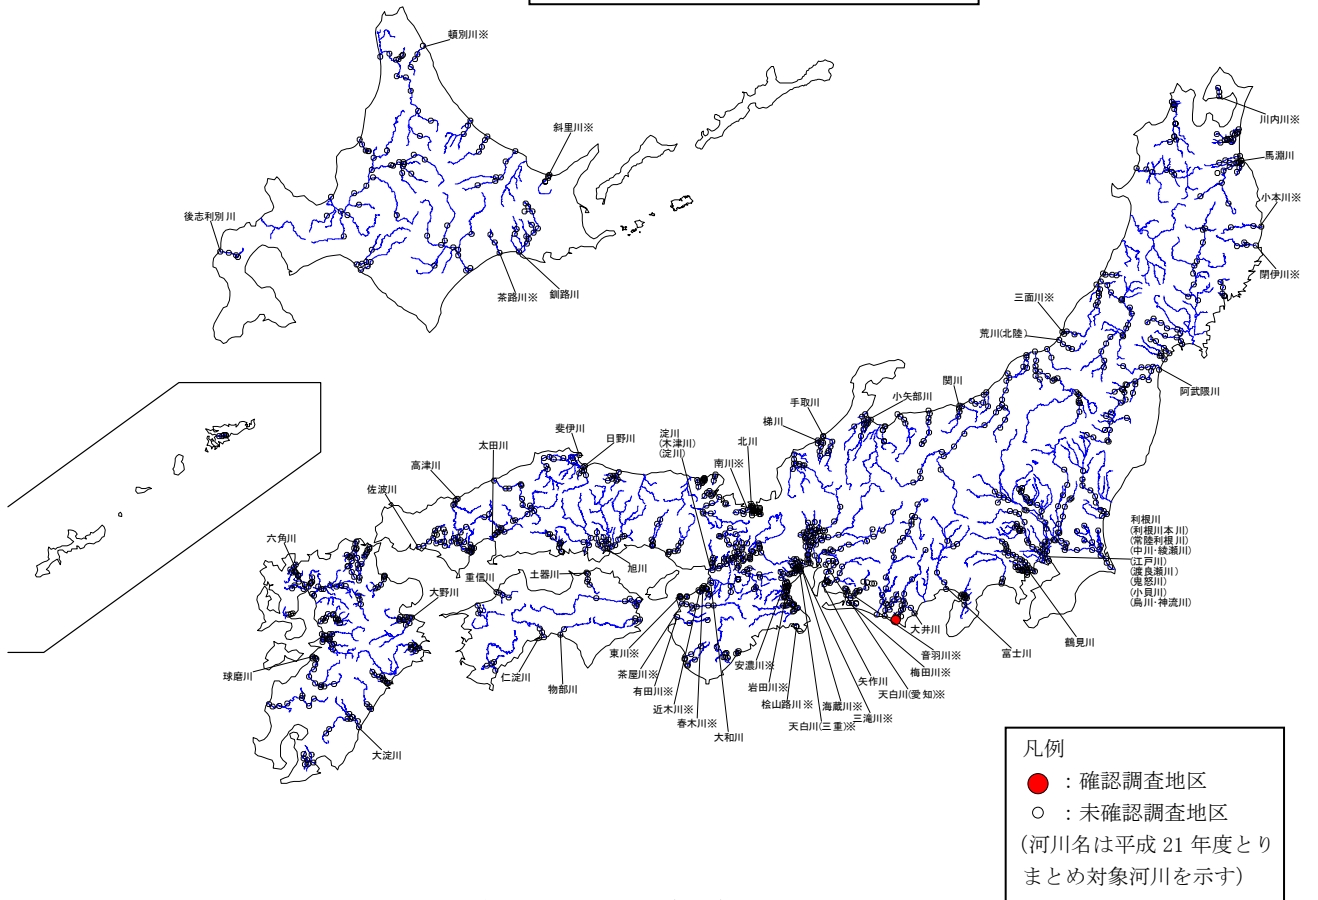 頓別川※
斜里川※
後志利別川
茶路川※
釧路川
川内川※
馬淵川
小本川※
閉伊川※
三面川※
荒川(北陸)
阿武隈川
関川
小矢部川
手取川
梯川
北川
南川※
淀川
(木津川)
(淀川)
日野川
斐伊川
太田川
高津川
佐波川
六角川
重信川
土器川
旭川
大野川
球磨川
大淀川
仁淀川
物部川
東川※
茶屋川※
有田川※
近木川※
春木川※
大和川
安濃川※
岩田川※
桧山路川※
天白川(三重)※
海蔵川※
三滝川※
矢作川
天白川(愛知)※
梅田川※
音羽川※
大井川
富士川
鶴見川
利根川
(利根川本川)
(常陸利根川)
(中川・綾瀬川)
(江戸川)
(渡良瀬川)
(鬼怒川)
(小貝川)
(烏川・神流川)
凡例
:確認調査地区
:未確認調査地区
(河川名は平成 21 年度とり
まとめ対象河川を示す)